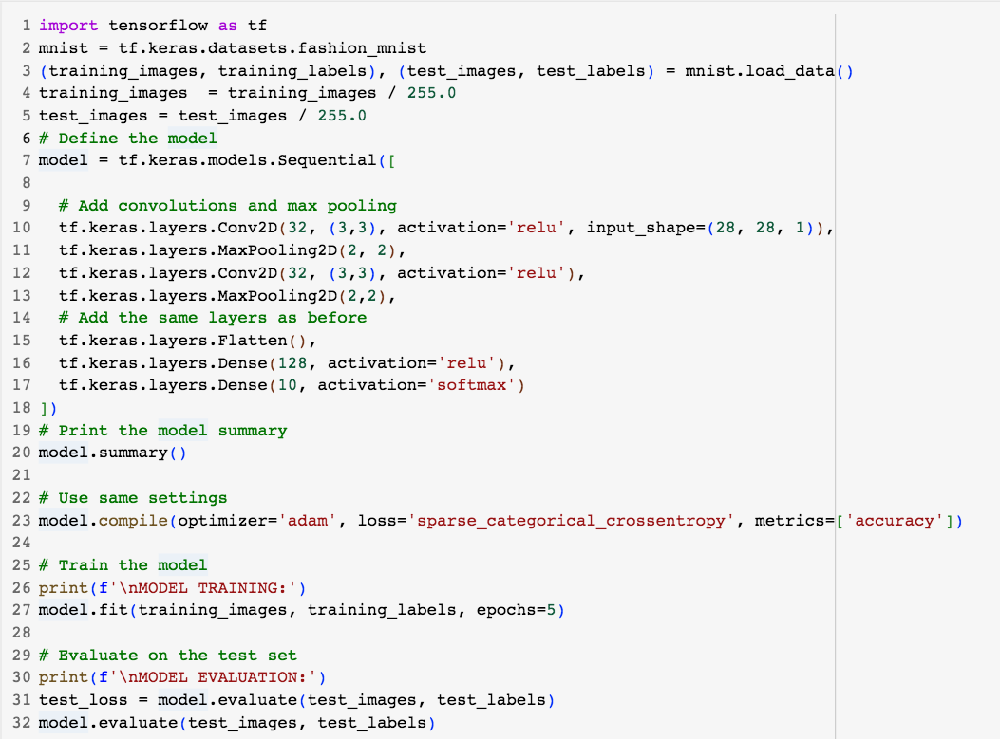 1 import tensorflow as tf
2 mnist = tf.keras.datasets.fashion_mnist
3 (training_images, training_labels), (test_images, test_labels) = mnist.load_data()
4 training_images  = training_images / 255.0
5 test_images = test_images / 255.0
6 # Define the model
7 model = tf.keras.models.Sequential([
8
9   # Add convolutions and max pooling
10   tf.keras.layers.Conv2D(32, (3,3), activation='relu', input_shape=(28, 28, 1)),
11   tf.keras.layers.MaxPooling2D(2, 2),
12   tf.keras.layers.Conv2D(32, (3,3), activation='relu'),
13   tf.keras.layers.MaxPooling2D(2,2),
14   # Add the same layers as before
15   tf.keras.layers.Flatten(),
16   tf.keras.layers.Dense(128, activation='relu'),
17   tf.keras.layers.Dense(10, activation='softmax')
18 ])
19 # Print the model summary
20 model.summary()
21
22 # Use same settings
23 model.compile(optimizer='adam', loss='sparse_categorical_crossentropy', metrics=['accuracy'])
24
25 # Train the model
26 print(f'\nMODEL TRAINING:')
27 model.fit(training_images, training_labels, epochs=5)
28
29 # Evaluate on the test set
30 print(f'\nMODEL EVALUATION:')
31 test_loss = model.evaluate(test_images, test_labels)
32 model.evaluate(test_images, test_labels)